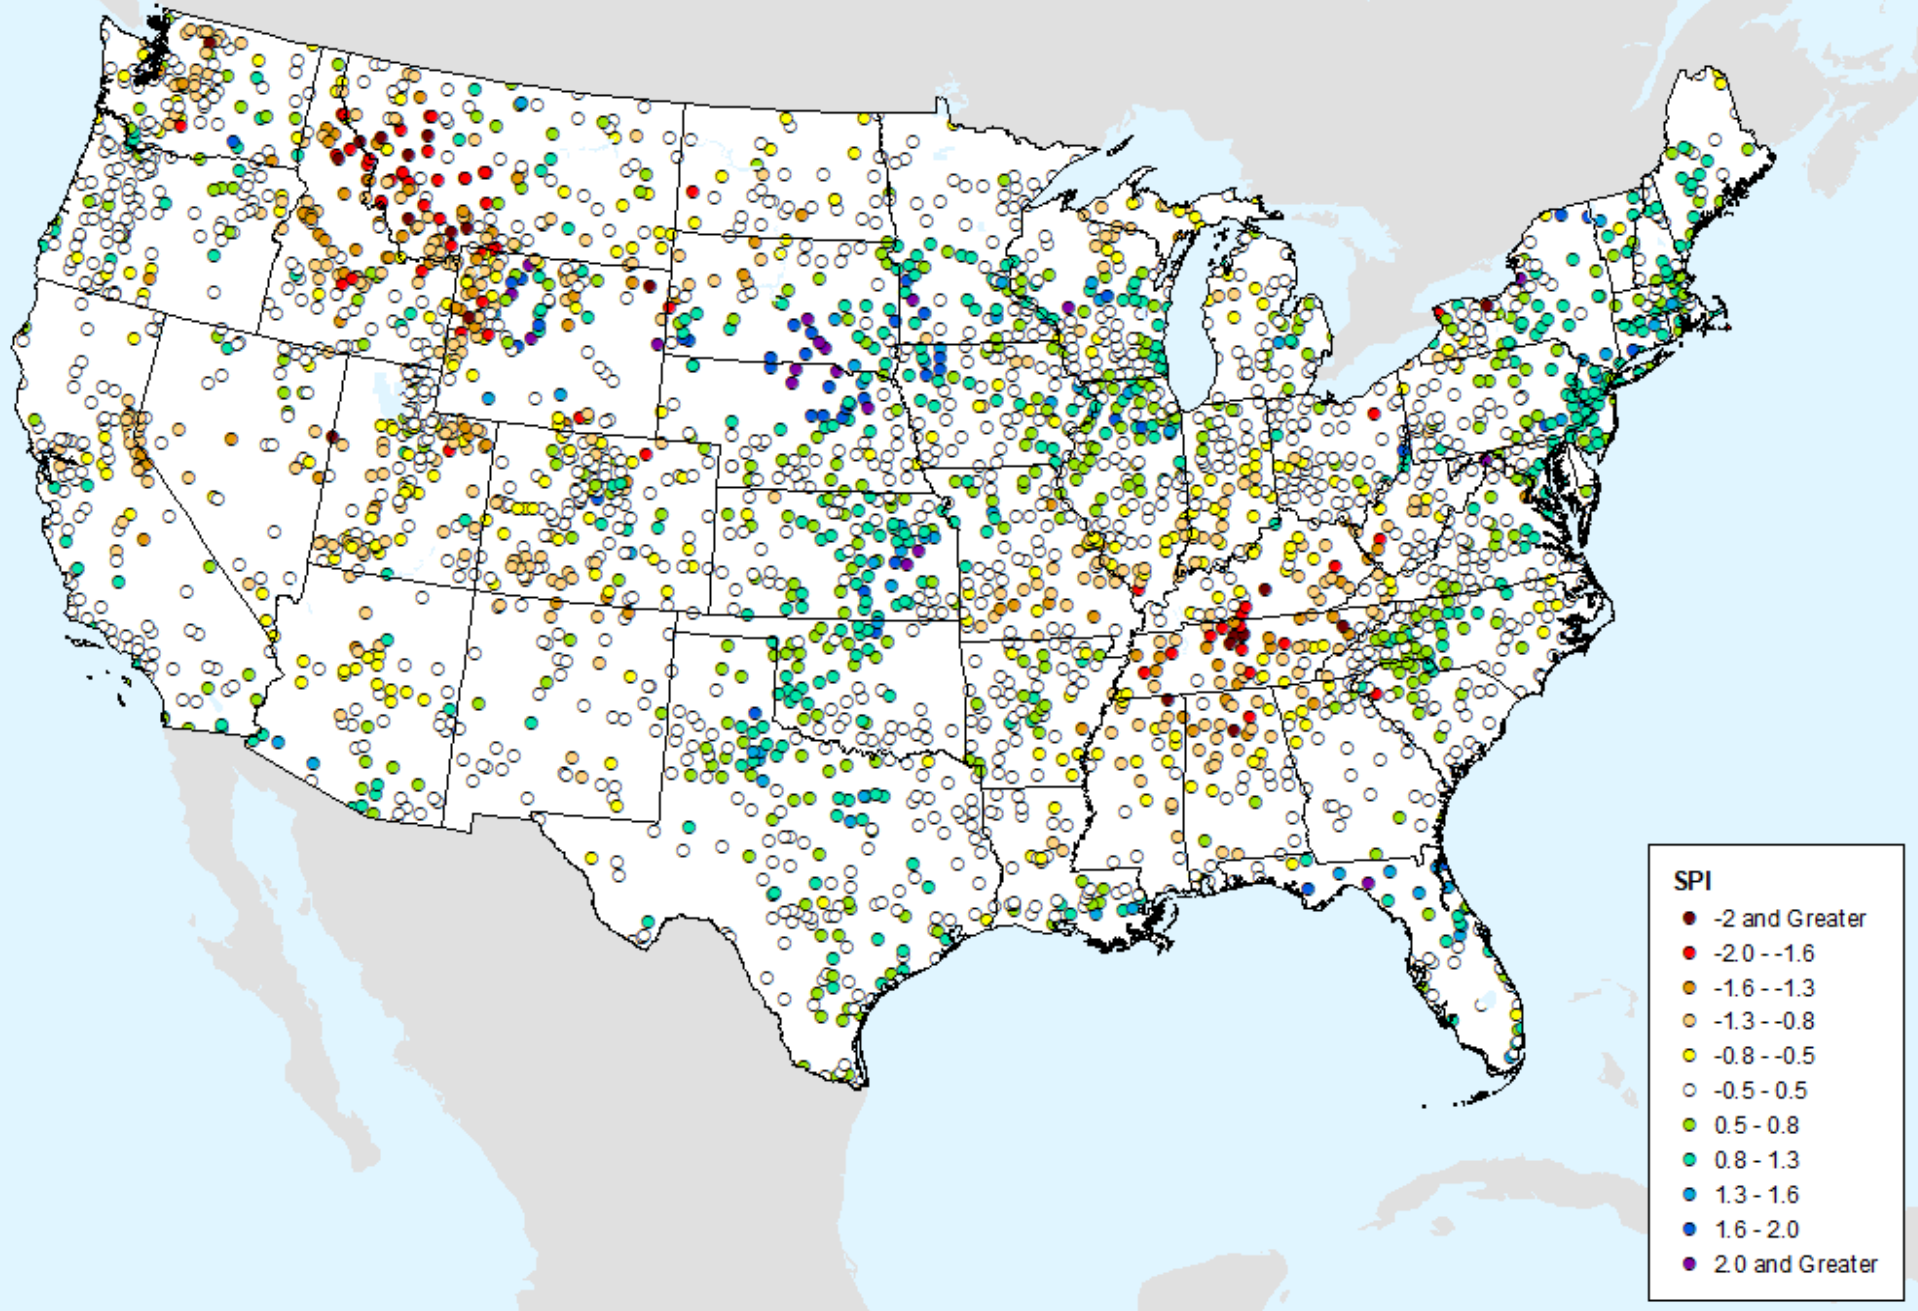 SPI
-2 and Greater
-2.0 - -1.6
-1.6 - -1.3
-1.3 - -0.8
-0.8 - -0.5
-0.5 - 0.5
0.5 - 0.8
0.8 - 1.3
1.3 - 1.6
1.6 - 2.0
2.0 and Greater